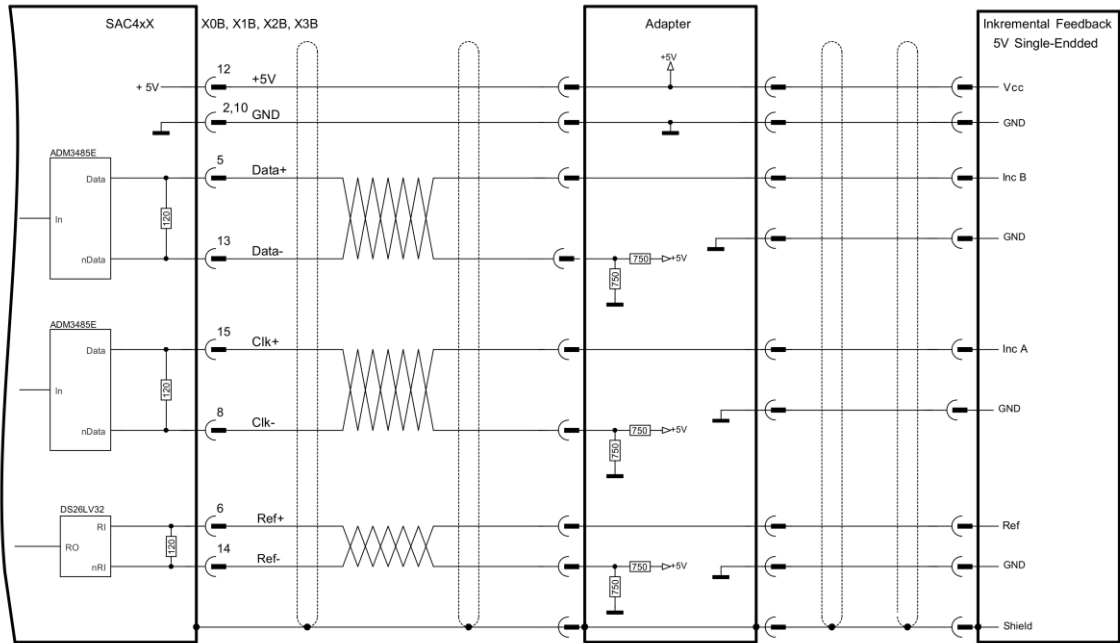 SAC4xX
X0B, X1B, X2B, X3B
Adapter
Inkremental Feedback
5V Single-Endded
+5V
+ 5V
12
+5V
Vcc
2,10
GND
GND
ADM3485E
Data
In
nData
120
5
Data+
Inc B
GND
13
Data-
750
+5V
750
ADM3485E
Data
In
nData
120
15
Clk+
Inc A
GND
8
Clk-
750
+5V
750
DS26LV32
RI
RO
nRI
120
6
Ref+
Ref
14
Ref-
750
+5V
750
GND
Shield